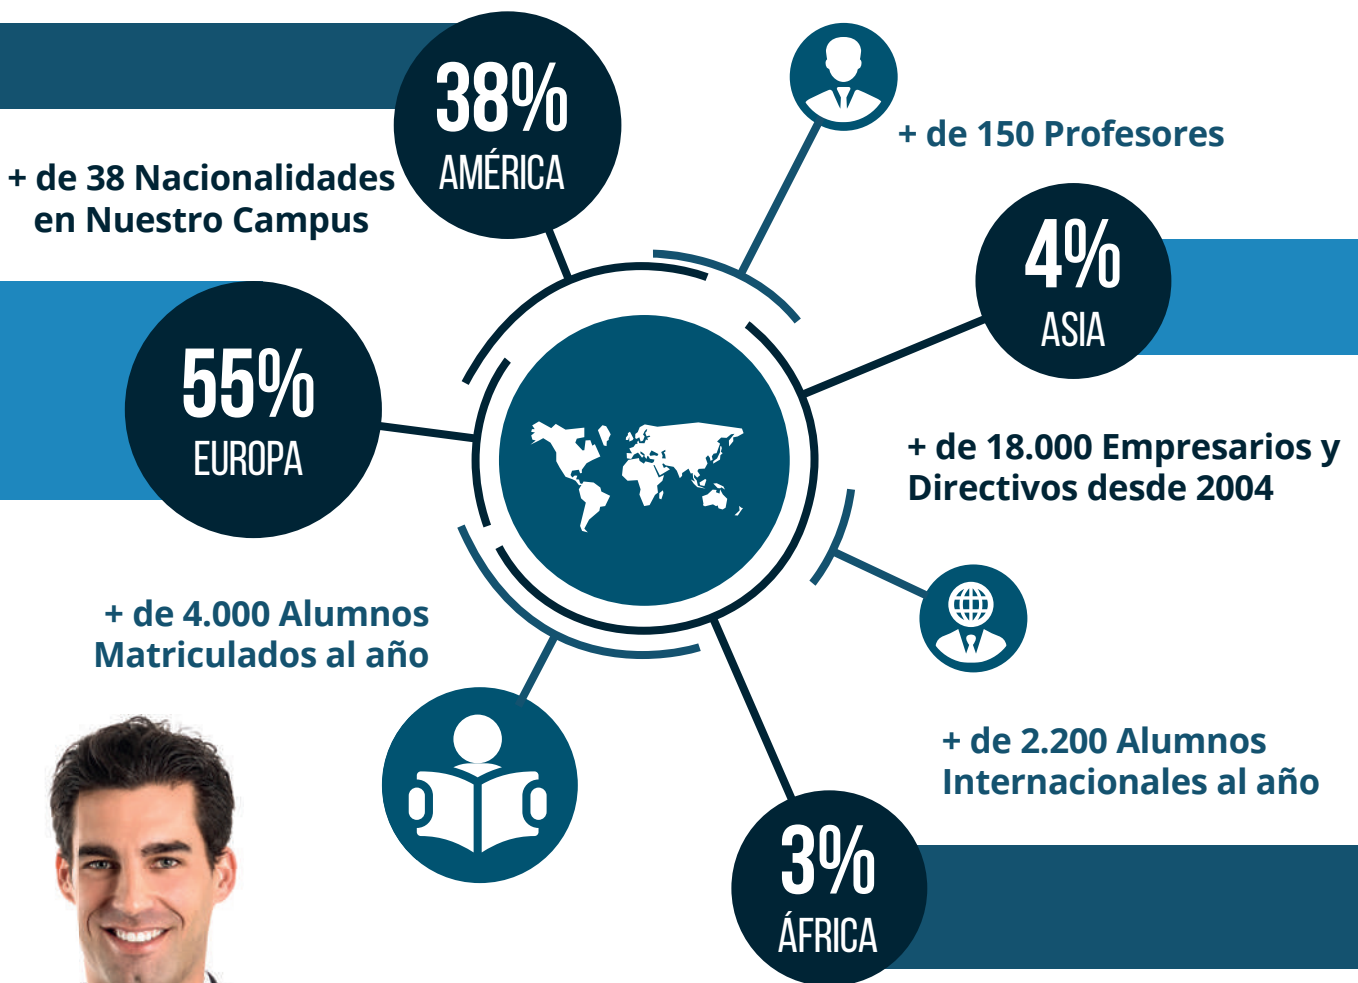 38%
AMÉRICA
+ de 150 Profesores
+ de 38 Nacionalidades
en Nuestro Campus
4%
ASIA
55%
EUROPA
+ de 18.000 Empresarios y
Directivos desde 2004
+ de 4.000 Alumnos
Matriculados al año
+ de 2.200 Alumnos
Internacionales al año
3%
ÁFRICA